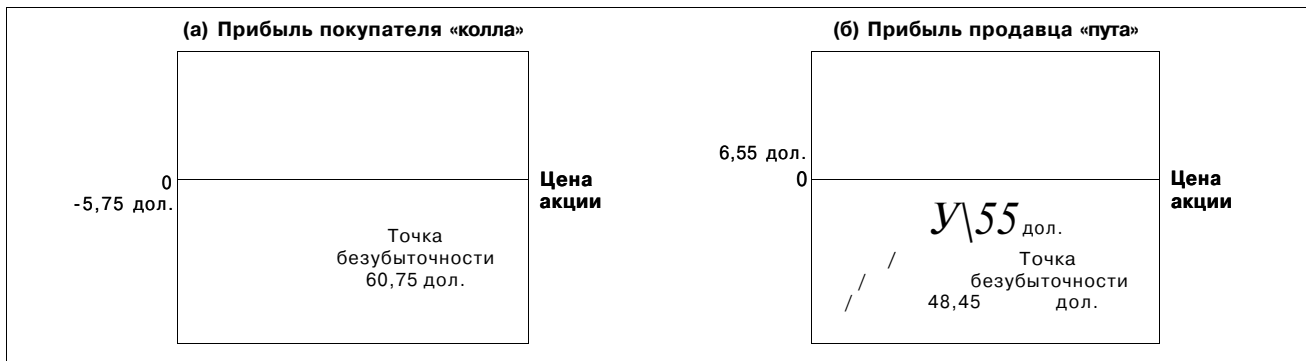 (а) Прибыль покупателя «колла»
0
-5,75 дол.
Цена
акции
Точка
безубыточности
60,75 дол.
(б) Прибыль продавца «пута»
6,55 дол.
0
Цена
акции
У\55 дол.
/ Точка
/ безубыточности
/ 48,45 дол.